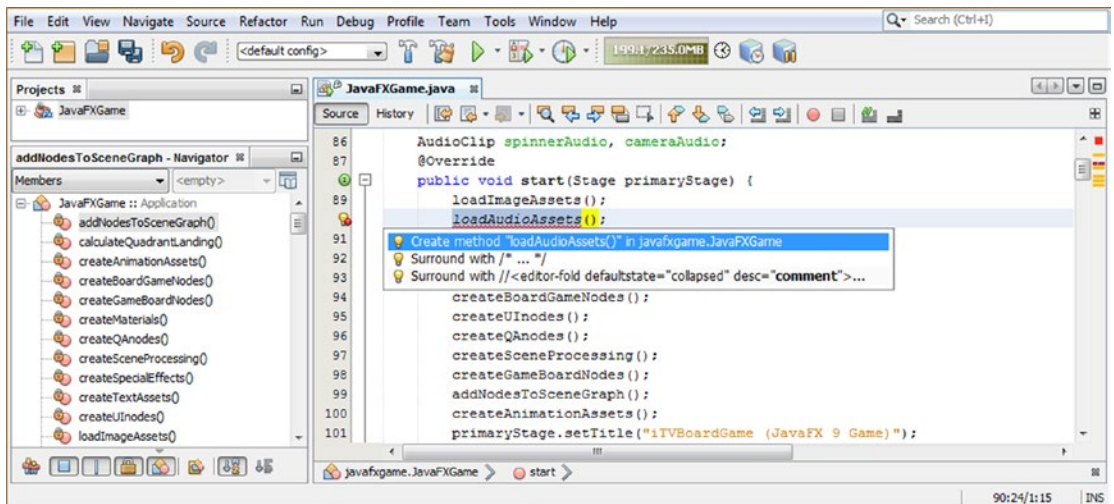 File Edit View Navigate Source Refactor Run Debug Profile Team Tools Window Help
Search (Ctrl+I)
<default config>
199.1/235.0MB
Projects
JavaFXGame
addNodesToSceneGraph - Navigator
Members
<empty>
JavaFXGame :: Application
addNodesToSceneGraph()
calculateQuadrantLanding()
createAnimationAssets()
createBoardGameNodes()
createGameBoardNodes()
createMaterials()
createQAnodes()
createSceneProcessing()
createSpecialEffects()
createTextAssets()
createUInodes()
loadImageAssets()
JavaFXGame.java
Source History
86 AudioClip spinnerAudio, cameraAudio;
87 @Override
public void start(Stage primaryStage) {
89 loadImageAssets();
loadAudioAssets();
91 Create method "loadAudioAssets()" in javafxgame.JavaFXGame
92 Surround with /* ... */
93 Surround with //<editor-fold defaultstate="collapsed" desc="comment">...
94 createBoardGameNodes();
95 createUInodes();
96 createQAnodes();
97 createSceneProcessing();
98 createGameBoardNodes();
99 addNodesToSceneGraph();
100 createAnimationAssets();
101 primaryStage.setTitle("iTVBoardGame (JavaFX 9 Game)");
javafxgame.JavaFXGame
start
90:24/1:15
INS